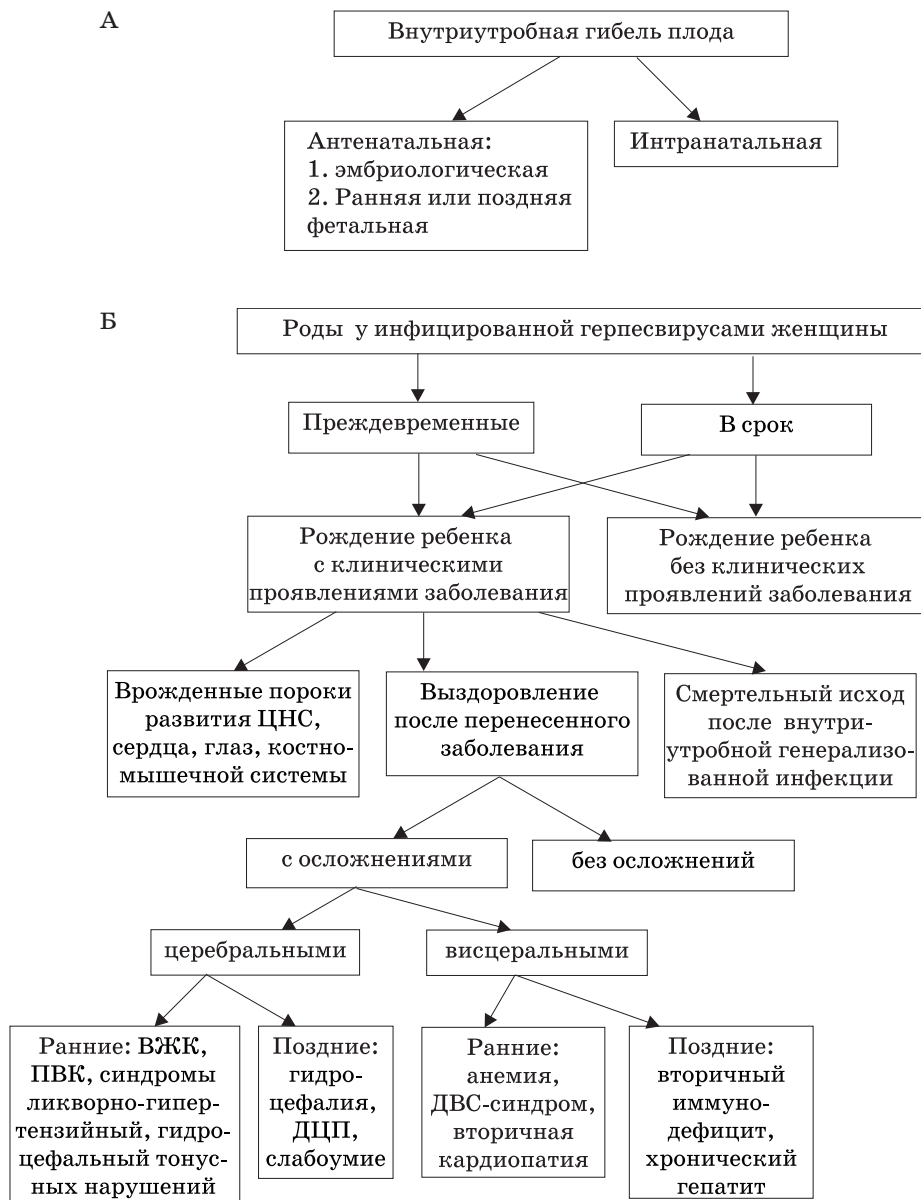 А
Внутриутробная гибель плода
Антенатальная:
1. эмбриологическая
2. Ранняя или поздняя
фетальная
Интранатальная
Б
Роды у инфицированной герпесвирусами женщины
Преждевременные
В срок
Рождение ребенка
с клиническими
проявлениями заболевания
Рождение ребенка
без клинических
проявлений заболевания
Врожденные пороки
развития ЦНС,
сердца, глаз, костно-
мышечной системы
Выздоровление
после перенесенного
заболевания
Смертельный исход
после внутри-
утробной генерализо-
ванной инфекции
с осложнениями
без осложнений
церебральными
висцеральными
Ранние: ВЖК,
ПВК, синдромы
ликворно-гипер-
тензийный, гидро-
цефальный тонус-
ных нарушений
Поздние:
гидро-
цефалия,
ДЦП,
слабоумие
Ранние:
анемия,
ДВС-синдром,
вторичная
кардиопатия
Поздние:
вторичный
иммуно-
дефицит,
хронический
гепатит